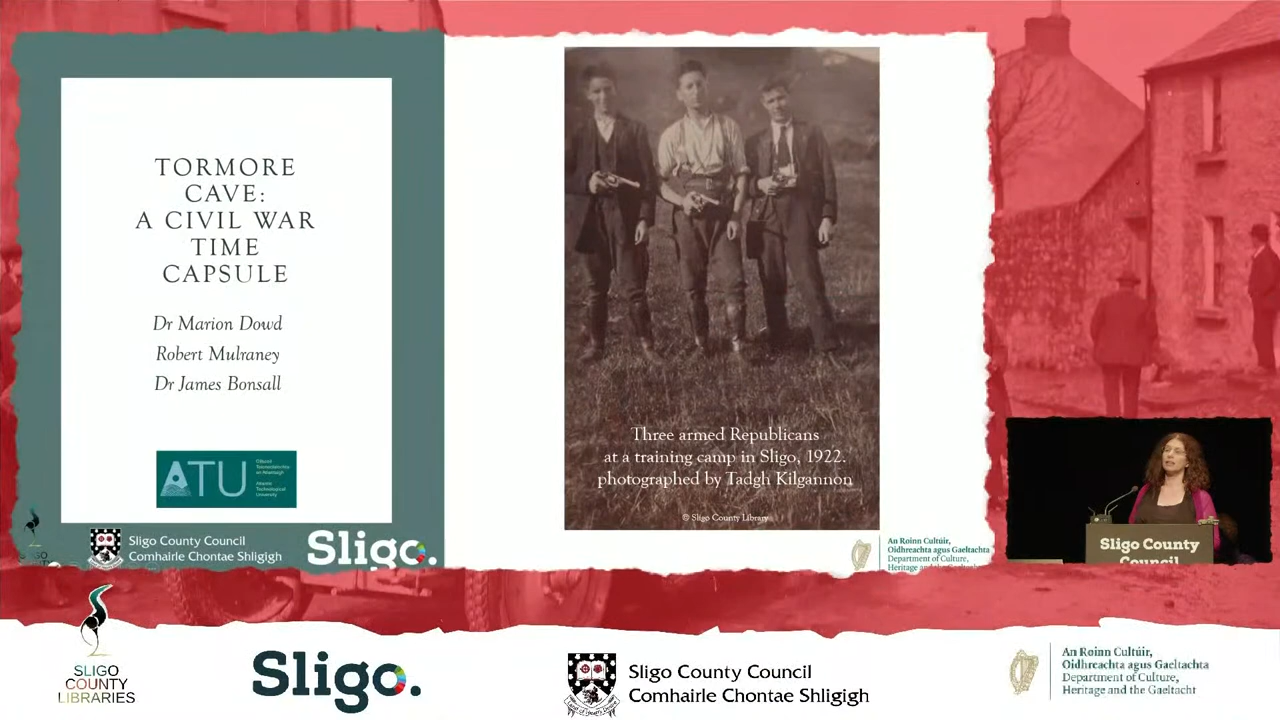 TORMORE
CAVE:
A CIVIL WAR
TIME
CAPSULE
Dr Marion Dowd
Robert Mulraney
Dr James Bonsall
ATU
Sligo County Council
Comhairle Chontae Shligigh
Sligo.
Three armed Republicans
at a training camp in Sligo, 1922.
photographed by Tadgh Kilgannon
© Sligo County Library
An Roinn Cultúir,
Oidhreachta agus Gaeltachta
Department of Culture,
Sligo County
Council
SLIGO
COUNTY
LIBRARIES
Sligo.
Sligo County Council
Comhairle Chontae Shligigh
An Roinn Cultúir,
Oidhreachta agus Gaeltachta
Department of Culture,
Heritage and the Gaeltacht